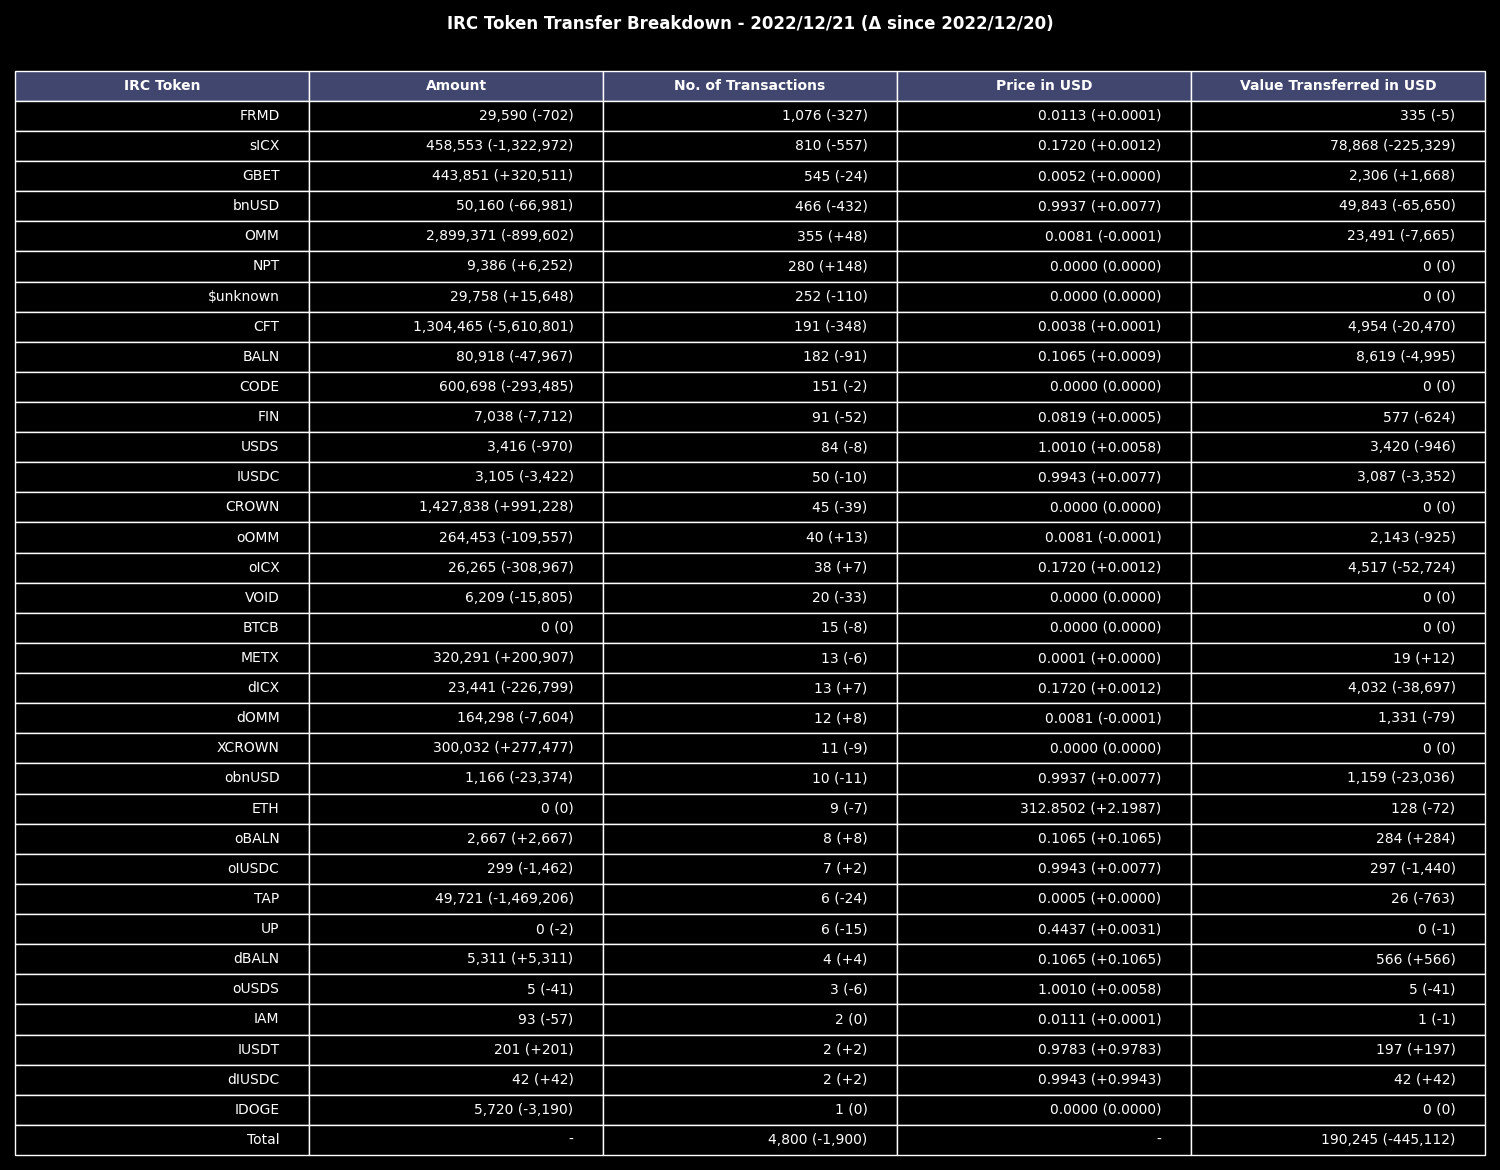 IRC Token Transfer Breakdown - 2022/12/21 (Δ since 2022/12/20)
IRC Token Amount No. of Transactions Price in USD Value Transferred in USD
FRMD 29,590 (-702) 1,076 (-327) 0.0113 (+0.0001) 335 (-5)
sICX 458,553 (-1,322,972) 810 (-557) 0.1720 (+0.0012) 78,868 (-225,329)
GBET 443,851 (+320,511) 545 (-24) 0.0052 (+0.0000) 2,306 (+1,668)
bnUSD 50,160 (-66,981) 466 (-432) 0.9937 (+0.0077) 49,843 (-65,650)
OMM 2,899,371 (-899,602) 355 (+48) 0.0081 (-0.0001) 23,491 (-7,665)
NPT 9,386 (+6,252) 280 (+148) 0.0000 (0.0000) 0 (0)
$unknown 29,758 (+15,648) 252 (-110) 0.0000 (0.0000) 0 (0)
CFT 1,304,465 (-5,610,801) 191 (-348) 0.0038 (+0.0001) 4,954 (-20,470)
BALN 80,918 (-47,967) 182 (-91) 0.1065 (+0.0009) 8,619 (-4,995)
CODE 600,698 (-293,485) 151 (-2) 0.0000 (0.0000) 0 (0)
FIN 7,038 (-7,712) 91 (-52) 0.0819 (+0.0005) 577 (-624)
USDS 3,416 (-970) 84 (-8) 1.0010 (+0.0058) 3,420 (-946)
IUSDC 3,105 (-3,422) 50 (-10) 0.9943 (+0.0077) 3,087 (-3,352)
CROWN 1,427,838 (+991,228) 45 (-39) 0.0000 (0.0000) 0 (0)
oOMM 264,453 (-109,557) 40 (+13) 0.0081 (-0.0001) 2,143 (-925)
oICX 26,265 (-308,967) 38 (+7) 0.1720 (+0.0012) 4,517 (-52,724)
VOID 6,209 (-15,805) 20 (-33) 0.0000 (0.0000) 0 (0)
BTCB 0 (0) 15 (-8) 0.0000 (0.0000) 0 (0)
METX 320,291 (+200,907) 13 (-6) 0.0001 (+0.0000) 19 (+12)
dICX 23,441 (-226,799) 13 (+7) 0.1720 (+0.0012) 4,032 (-38,697)
dOMM 164,298 (-7,604) 12 (+8) 0.0081 (-0.0001) 1,331 (-79)
XCROWN 300,032 (+277,477) 11 (-9) 0.0000 (0.0000) 0 (0)
obnUSD 1,166 (-23,374) 10 (-11) 0.9937 (+0.0077) 1,159 (-23,036)
ETH 0 (0) 9 (-7) 312.8502 (+2.1987) 128 (-72)
oBALN 2,667 (+2,667) 8 (+8) 0.1065 (+0.1065) 284 (+284)
oIUSDC 299 (-1,462) 7 (+2) 0.9943 (+0.0077) 297 (-1,440)
TAP 49,721 (-1,469,206) 6 (-24) 0.0005 (+0.0000) 26 (-763)
UP 0 (-2) 6 (-15) 0.4437 (+0.0031) 0 (-1)
dBALN 5,311 (+5,311) 4 (+4) 0.1065 (+0.1065) 566 (+566)
oUSDS 5 (-41) 3 (-6) 1.0010 (+0.0058) 5 (-41)
IAM 93 (-57) 2 (0) 0.0111 (+0.0001) 1 (-1)
IUSDT 201 (+201) 2 (+2) 0.9783 (+0.9783) 197 (+197)
dIUSDC 42 (+42) 2 (+2) 0.9943 (+0.9943) 42 (+42)
IDOGE 5,720 (-3,190) 1 (0) 0.0000 (0.0000) 0 (0)
Total - 4,800 (-1,900) - 190,245 (-445,112)